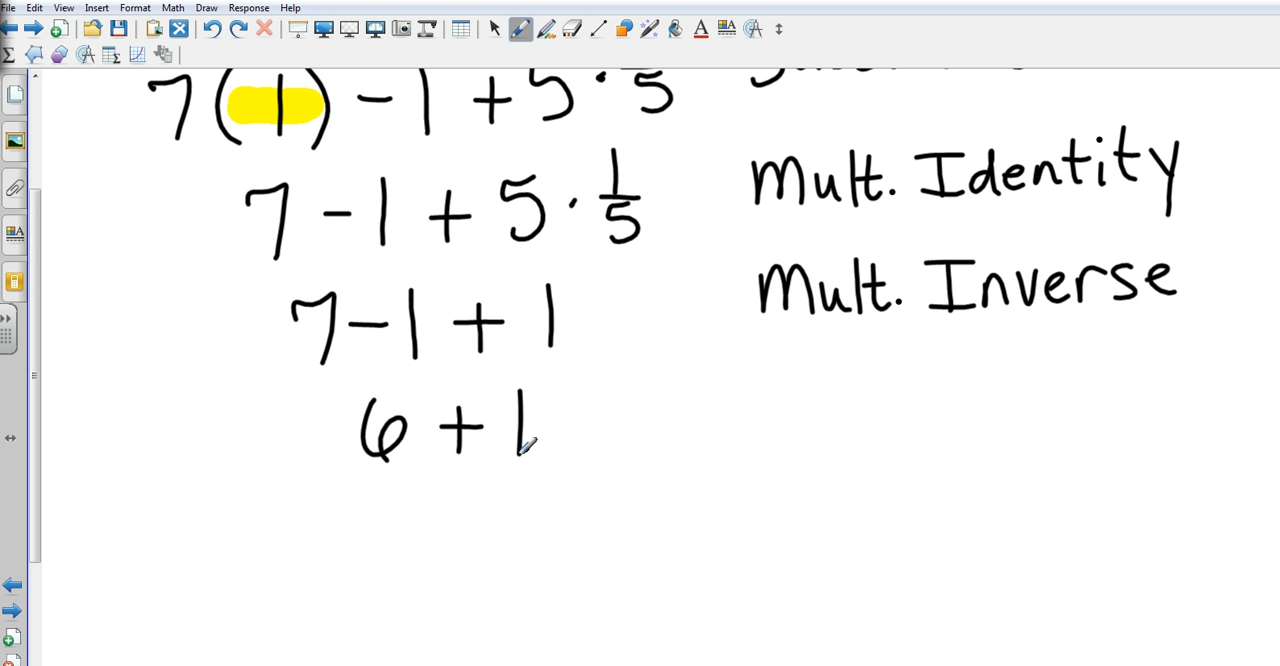 File Edit View Insert Format Math Draw Response Help
7(1) - 1 + 5 · 5
7 - 1 + 5 · 1/5 Mult. Identity
Mult. Inverse
7 - 1 + 1
6 + 1